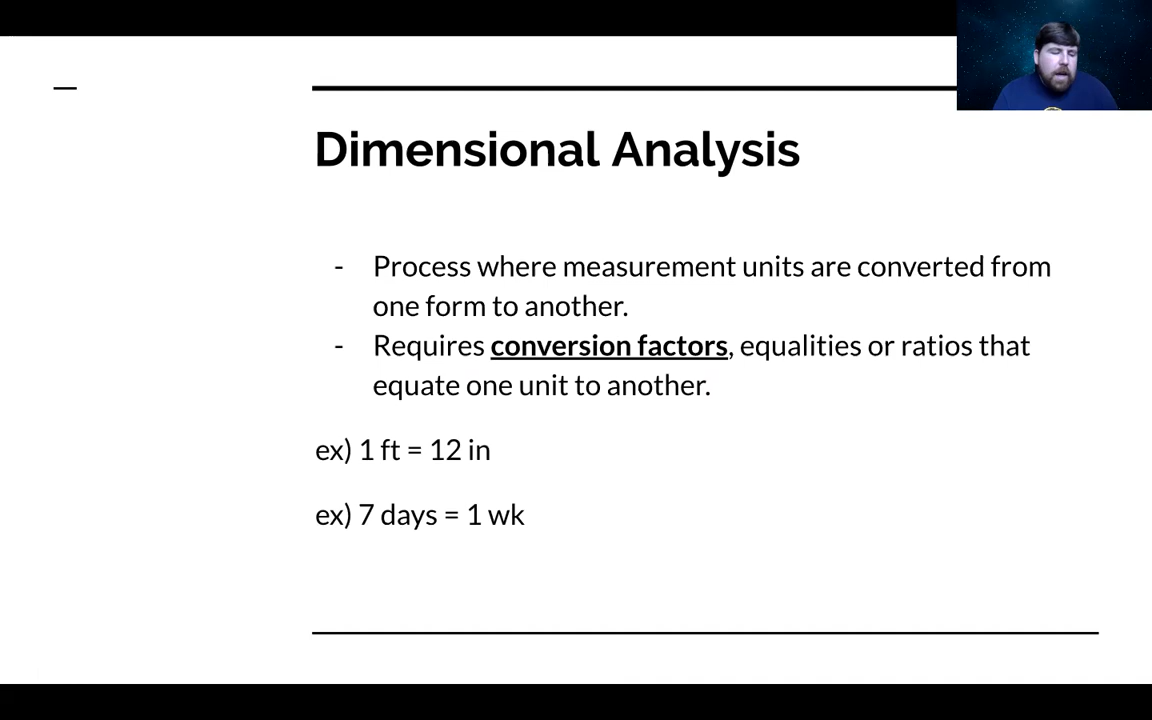 Dimensional Analysis
- Process where measurement units are converted from
one form to another.
- Requires conversion factors, equalities or ratios that
equate one unit to another.
ex) 1 ft = 12 in
ex) 7 days = 1 wk